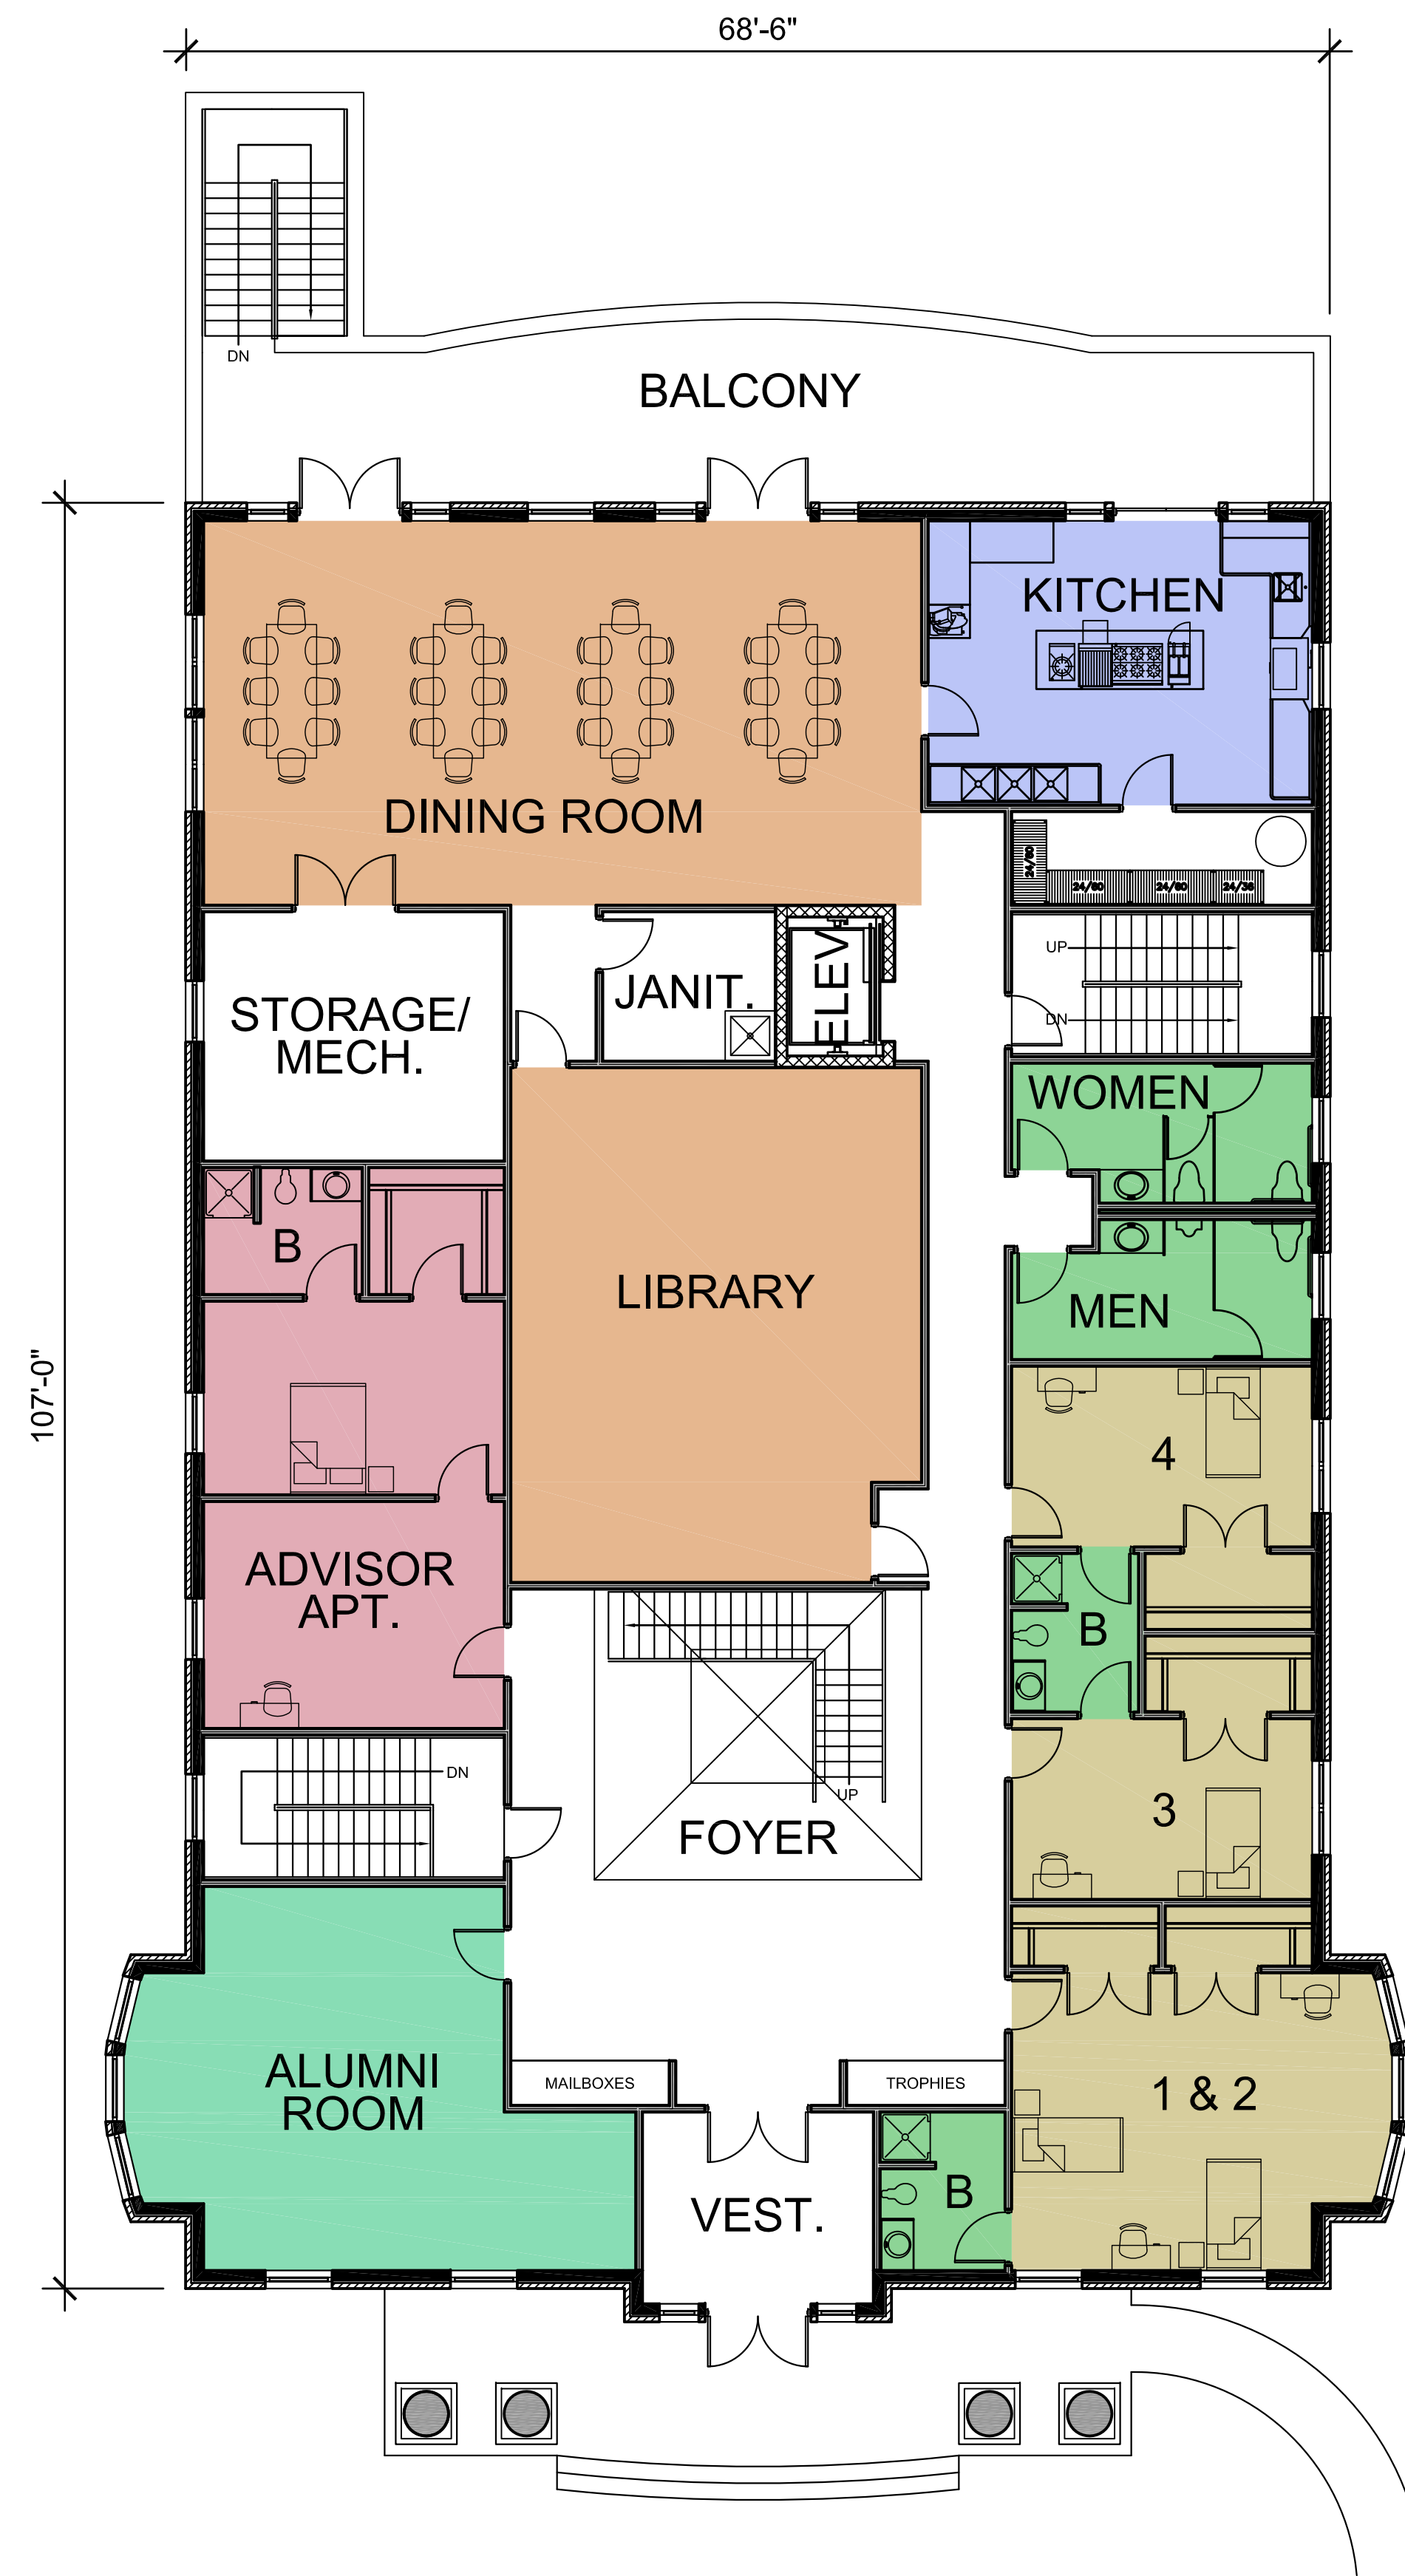 68'-6"
DN
BALCONY
KITCHEN
DINING ROOM
24/60
24/60
24/60
24/36
UP
DN
STORAGE/
MECH.
JANIT.
ELEV.
WOMEN
B
LIBRARY
MEN
107'-0"
4
ADVISOR
APT.
B
DN
UP
3
FOYER
ALUMNI
ROOM
MAILBOXES
TROPHIES
1 & 2
B
VEST.